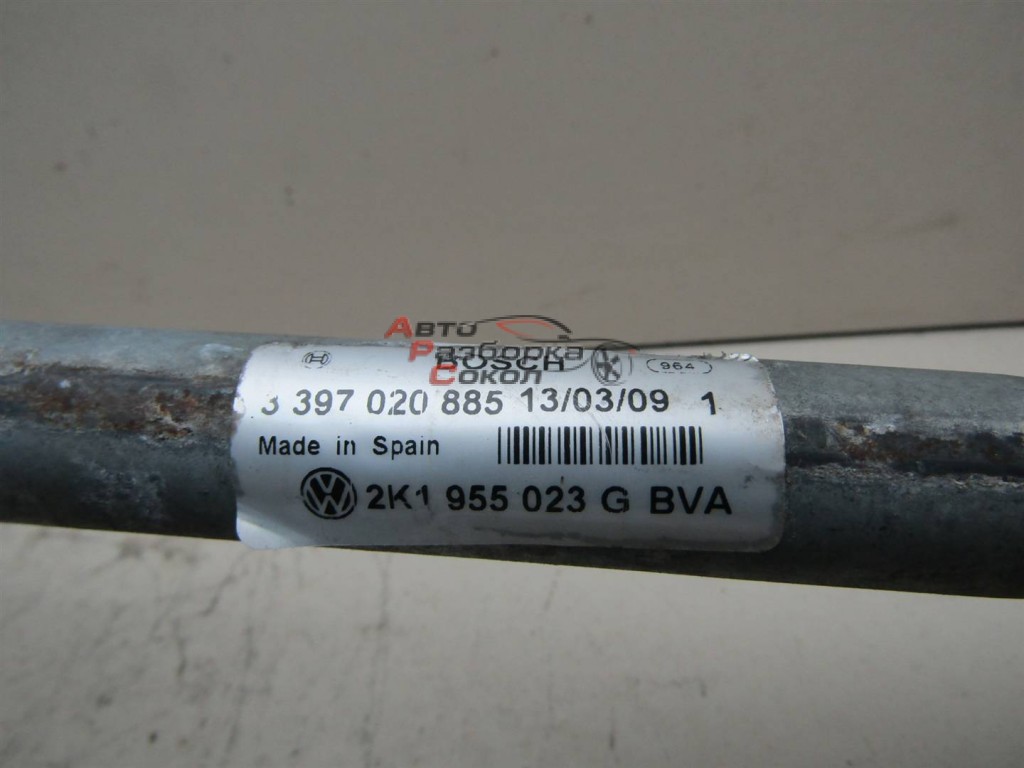 BOSCH
964
3 397 020 885 13/03/09 1
Made in Spain
VW 2K1 955 023 G BVA
Авто
Разборка
Сокол